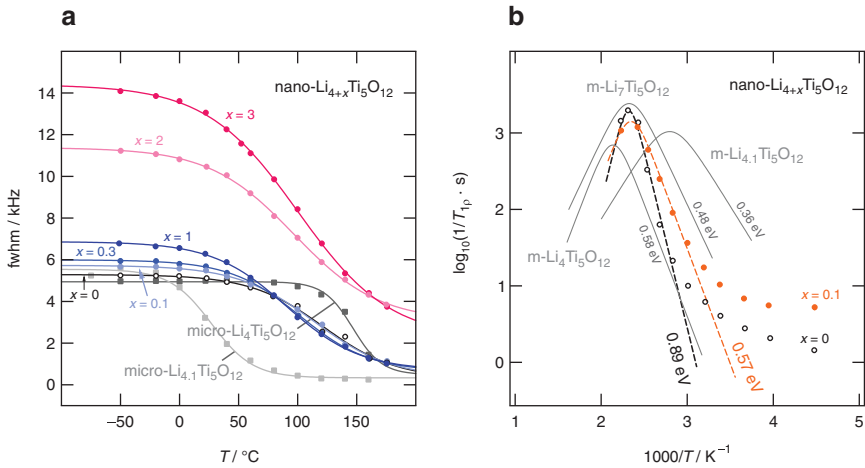 a
nano-Li4+xTi5O12
14
12
10
8
6
4
2
0
fwhm / kHz
x = 3
x = 2
x = 1
x = 0.3
x = 0
x = 0.1
micro-Li4Ti5O12
micro-Li4.1Ti5O12
−50 0 50 100 150
T / °C
b
m-Li7Ti5O12
nano-Li4+xTi5O12
3
2
1
0
log10(1/T1ρ · s)
m-Li4.1Ti5O12
m-Li4Ti5O12
0.58 eV
0.48 eV
0.36 eV
x = 0.1
x = 0
0.89 eV
0.57 eV
1 2 3 4 5
1000/T / K−1